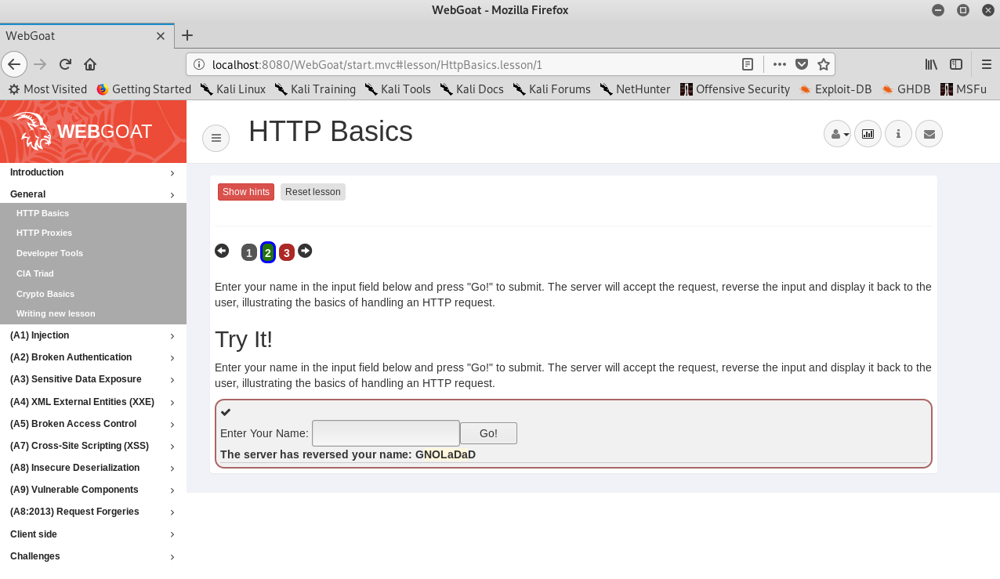 WebGoat - Mozilla Firefox
WebGoat
localhost:8080/WebGoat/start.mvc#lesson/HttpBasics.lesson/1
Most Visited Getting Started Kali Linux Kali Training Kali Tools Kali Docs Kali Forums NetHunter Offensive Security Exploit-DB GHDB MSFu
WEBGOAT
HTTP Basics
Introduction
General
HTTP Basics
HTTP Proxies
Developer Tools
CIA Triad
Crypto Basics
Writing new lesson
(A1) Injection
(A2) Broken Authentication
(A3) Sensitive Data Exposure
(A4) XML External Entities (XXE)
(A5) Broken Access Control
(A7) Cross-Site Scripting (XSS)
(A8) Insecure Deserialization
(A9) Vulnerable Components
(A8:2013) Request Forgeries
Client side
Challenges
Show hints Reset lesson
1 2 3
Enter your name in the input field below and press "Go!" to submit. The server will accept the request, reverse the input and display it back to the
user, illustrating the basics of handling an HTTP request.
Try It!
Enter your name in the input field below and press "Go!" to submit. The server will accept the request, reverse the input and display it back to the
user, illustrating the basics of handling an HTTP request.
Enter Your Name: Go!
The server has reversed your name: GNOLaDaD